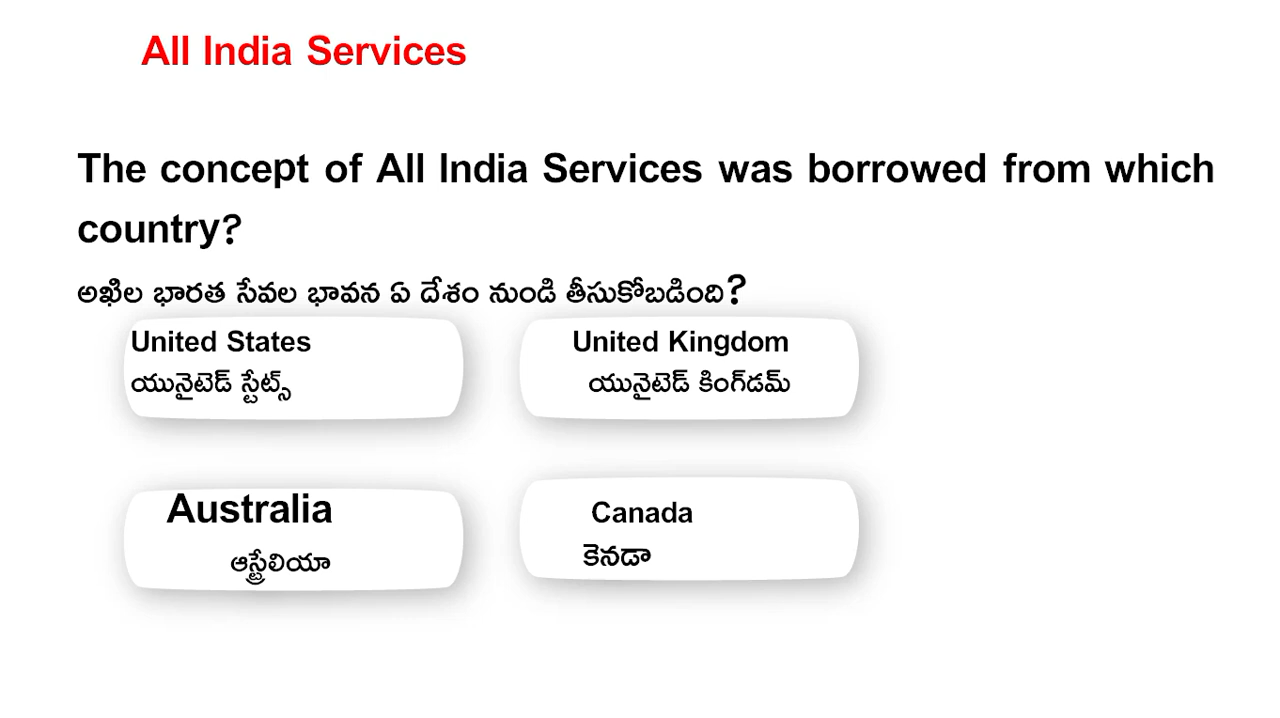 All India Services
The concept of All India Services was borrowed from which
country?
అఖిల భారత సేవల భావన ఏ దేశం నుండి తీసుకోబడింది?
United States
యునైటెడ్ స్టేట్స్
United Kingdom
యునైటెడ్ కింగ్‌డమ్
Australia
ఆస్ట్రేలియా
Canada
కెనడా